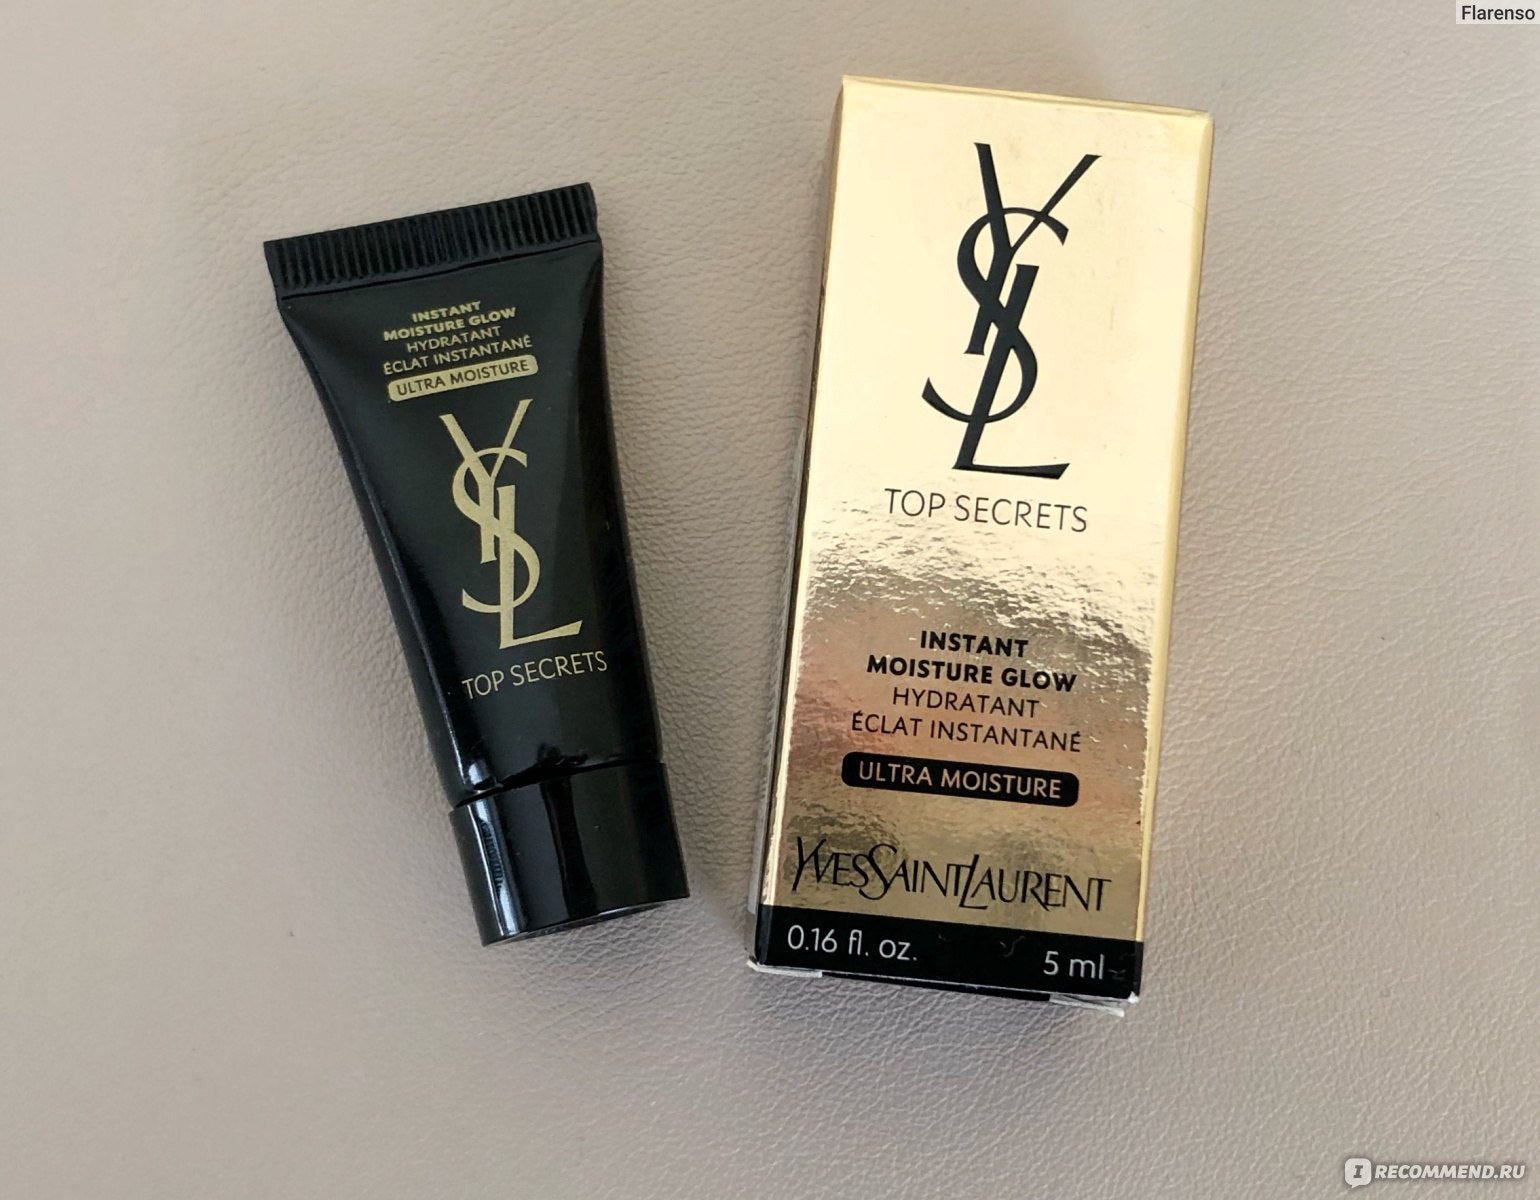 Flarenso
INSTANT
MOISTURE GLOW
HYDRATANT
ÉCLAT INSTANTANÉ
ULTRA MOISTURE
YSL
TOP SECRETS
YSL
TOP SECRETS
INSTANT
MOISTURE GLOW
HYDRATANT
ÉCLAT INSTANTANÉ
ULTRA MOISTURE
YVESSAINTLAURENT
0.16 fl. oz.
5 ml
IRECOMMEND.RU